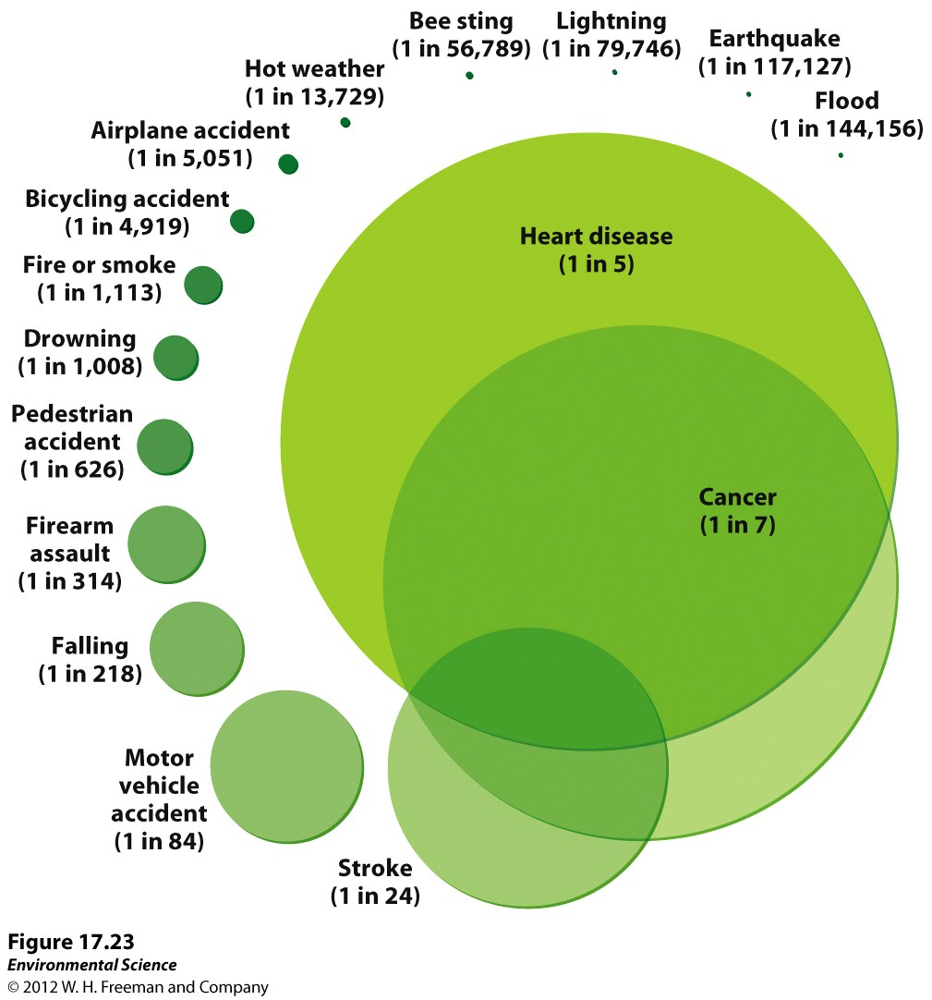 Bee sting
(1 in 56,789)
Lightning
(1 in 79,746)
Earthquake
(1 in 117,127)
Flood
(1 in 144,156)
Hot weather
(1 in 13,729)
Airplane accident
(1 in 5,051)
Bicycling accident
(1 in 4,919)
Fire or smoke
(1 in 1,113)
Drowning
(1 in 1,008)
Pedestrian
accident
(1 in 626)
Firearm
assault
(1 in 314)
Falling
(1 in 218)
Motor
vehicle
accident
(1 in 84)
Stroke
(1 in 24)
Heart disease
(1 in 5)
Cancer
(1 in 7)
Figure 17.23
Environmental Science
© 2012 W. H. Freeman and Company